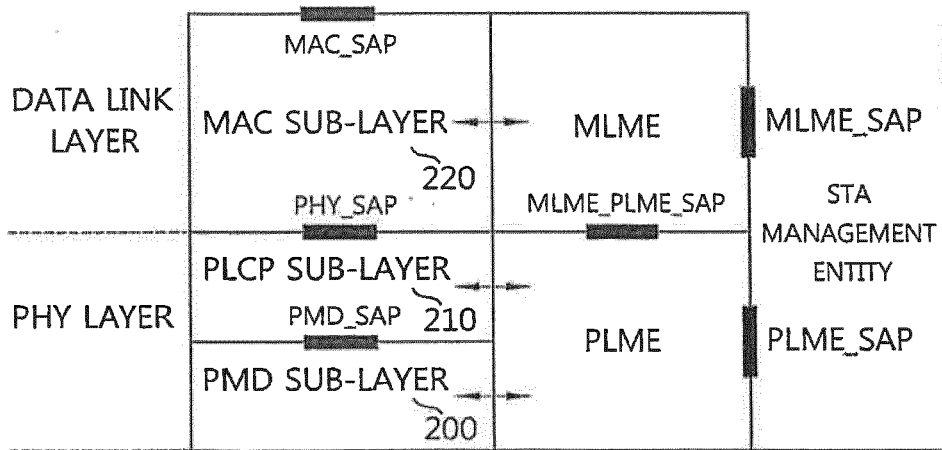 MAC_SAP
DATA LINK
LAYER
MAC SUB-LAYER
220
MLME
MLME_SAP
PHY_SAP
MLME_PLME_SAP
STA
MANAGEMENT
ENTITY
PLCP SUB-LAYER
210
PHY LAYER
PMD_SAP
PLME
PLME_SAP
PMD SUB-LAYER
200